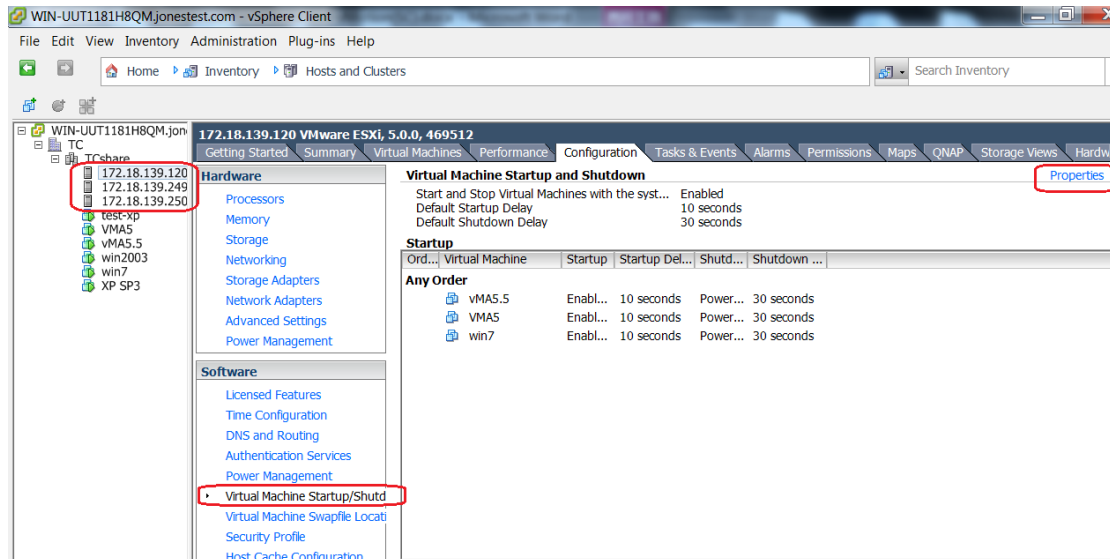 WIN-UUT1181H8QM.jonestest.com - vSphere Client
File Edit View Inventory Administration Plug-ins Help
Home Inventory Hosts and Clusters
Search Inventory
WIN-UUT1181H8QM.jon
TC
TCshare
172.18.139.120
172.18.139.249
172.18.139.250
test-xp
VMA5
vMA5.5
win2003
win7
XP SP3
172.18.139.120 VMware ESXi, 5.0.0, 469512
Getting Started Summary Virtual Machines Performance Configuration Tasks & Events Alarms Permissions Maps QNAP Storage Views Hardw
Hardware
Processors
Memory
Storage
Networking
Storage Adapters
Network Adapters
Advanced Settings
Power Management
Software
Licensed Features
Time Configuration
DNS and Routing
Authentication Services
Power Management
Virtual Machine Startup/Shutd
Virtual Machine Swapfile Locati
Security Profile
Host Cache Configuration
Virtual Machine Startup and Shutdown
Properties
Start and Stop Virtual Machines with the syst... Enabled
Default Startup Delay 10 seconds
Default Shutdown Delay 30 seconds
Startup
Ord... Virtual Machine Startup Startup Del... Shutd... Shutdown ...
Any Order
vMA5.5 Enabl... 10 seconds Power... 30 seconds
VMA5 Enabl... 10 seconds Power... 30 seconds
win7 Enabl... 10 seconds Power... 30 seconds